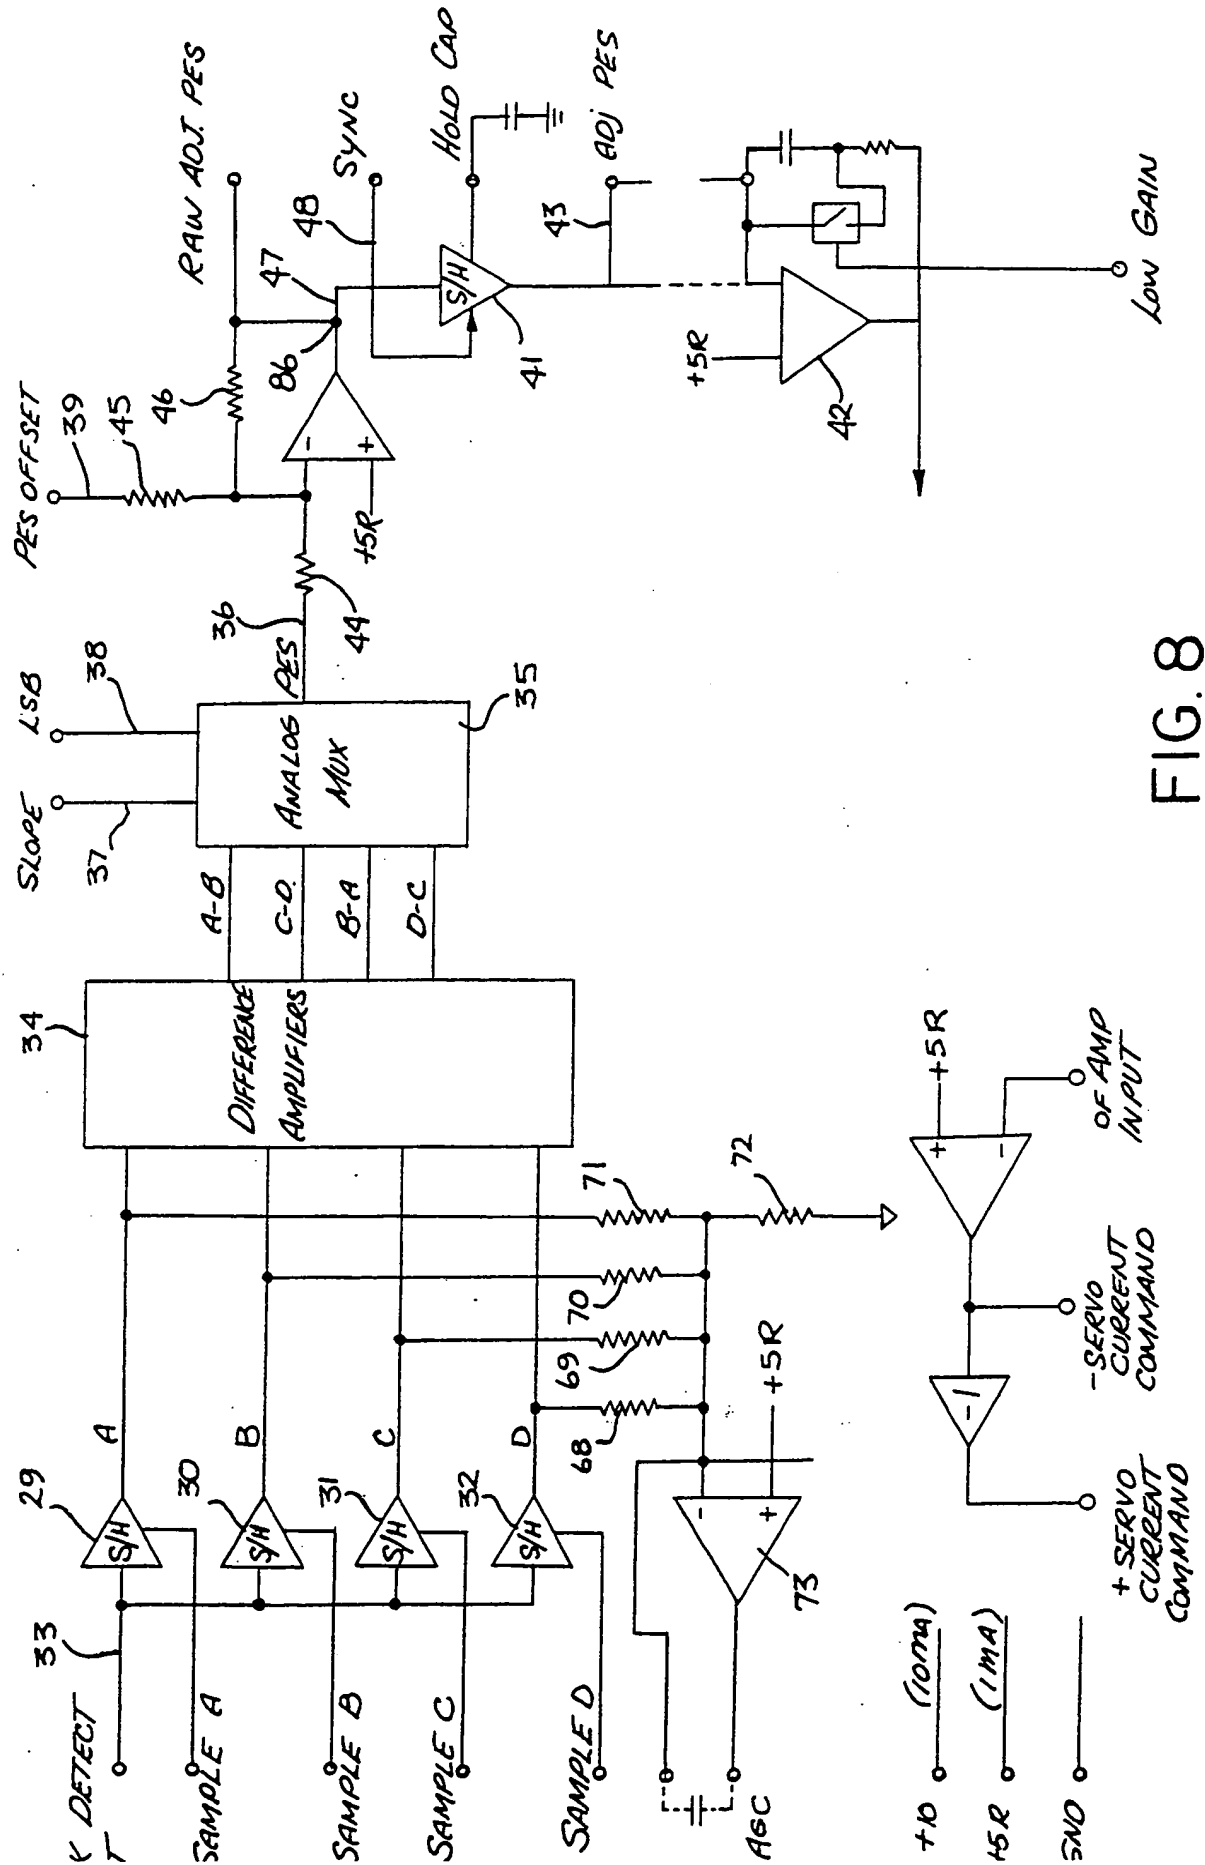 K DETECT
T
33
SAMPLE A
SAMPLE B
SAMPLE C
SAMPLE D
29
S/H
A
30
S/H
B
31
S/H
C
32
S/H
D
34
DIFFERENCE
AMPLIFIERS
A-B
C-D.
B-A
D-C
SLOPE
37
LSB
38
ANALOG
MUX
35
PES
36
44
PES OFFSET
39
45
46
-
+
+5R
86
47
RAW ADJ. PES
48
SYNC
S/H
41
HOLD CAP
43
ADJ PES
+5R
42
LOW GAIN
68
69
70
71
72
-
+
+5R
73
AGC
+10
(10MA)
+5R
(1MA)
GND
+5R
+
-
OF AMP
INPUT
-SERVO
CURRENT
COMMAND
-1
+SERVO
CURRENT
COMMAND
FIG. 8